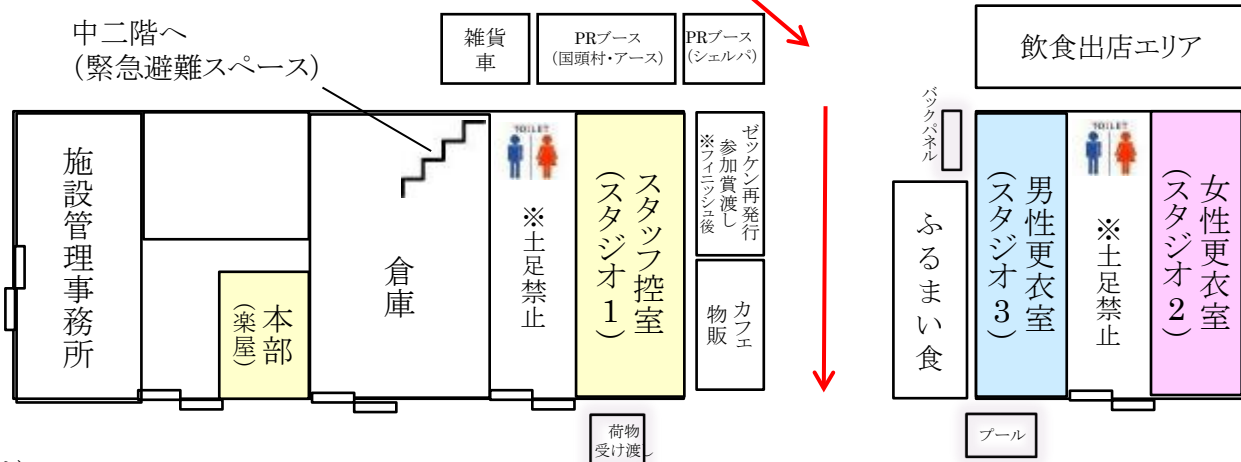 中二階へ
（緊急避難スペース）
雑貨
車
PRブース
（国頭村・アース）
PRブース
（シェルパ）
飲食出店エリア
施設管理事務所
本部
（楽屋）
倉庫
TOILET
※土足禁止
スタッフ控室
（スタジオ１）
ゼッケン再発行
参加賞渡し
※フィニッシュ後
カフェ
物販
荷物
受け渡し
バックパネル
ふるまい食
男性更衣室
（スタジオ３）
TOILET
※土足禁止
女性更衣室
（スタジオ２）
プール